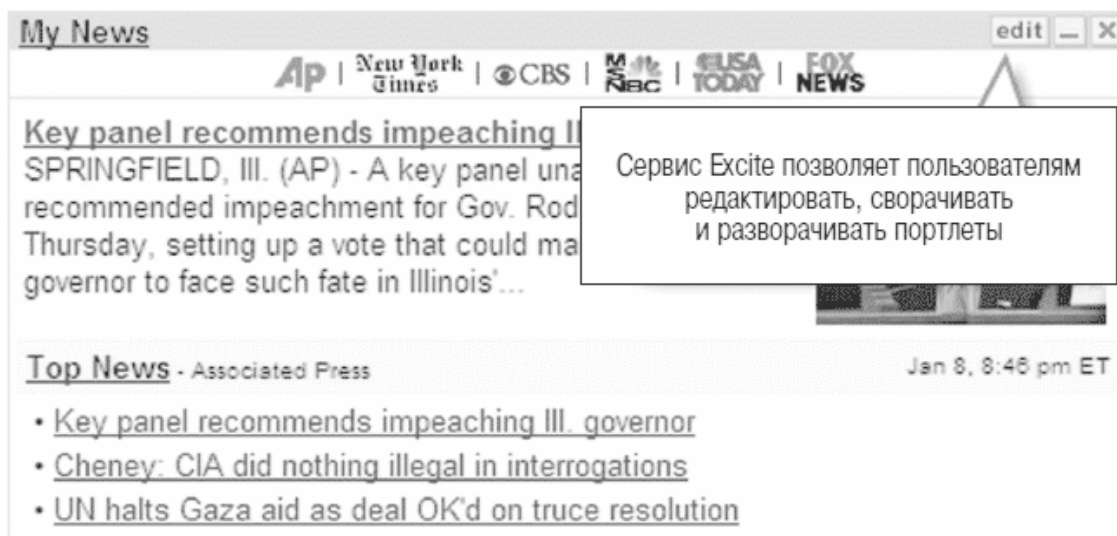 My News
edit
AP | New York Times | CBS | MSNBC | USA TODAY | FOX NEWS
Key panel recommends impeaching Il
SPRINGFIELD, Ill. (AP) - A key panel una
recommended impeachment for Gov. Rod
Thursday, setting up a vote that could ma
governor to face such fate in Illinois'...
Сервис Excite позволяет пользователям
редактировать, сворачивать
и разворачивать портлеты
Top News - Associated Press
Jan 8, 8:46 pm ET
• Key panel recommends impeaching Ill. governor
• Cheney: CIA did nothing illegal in interrogations
• UN halts Gaza aid as deal OK'd on truce resolution